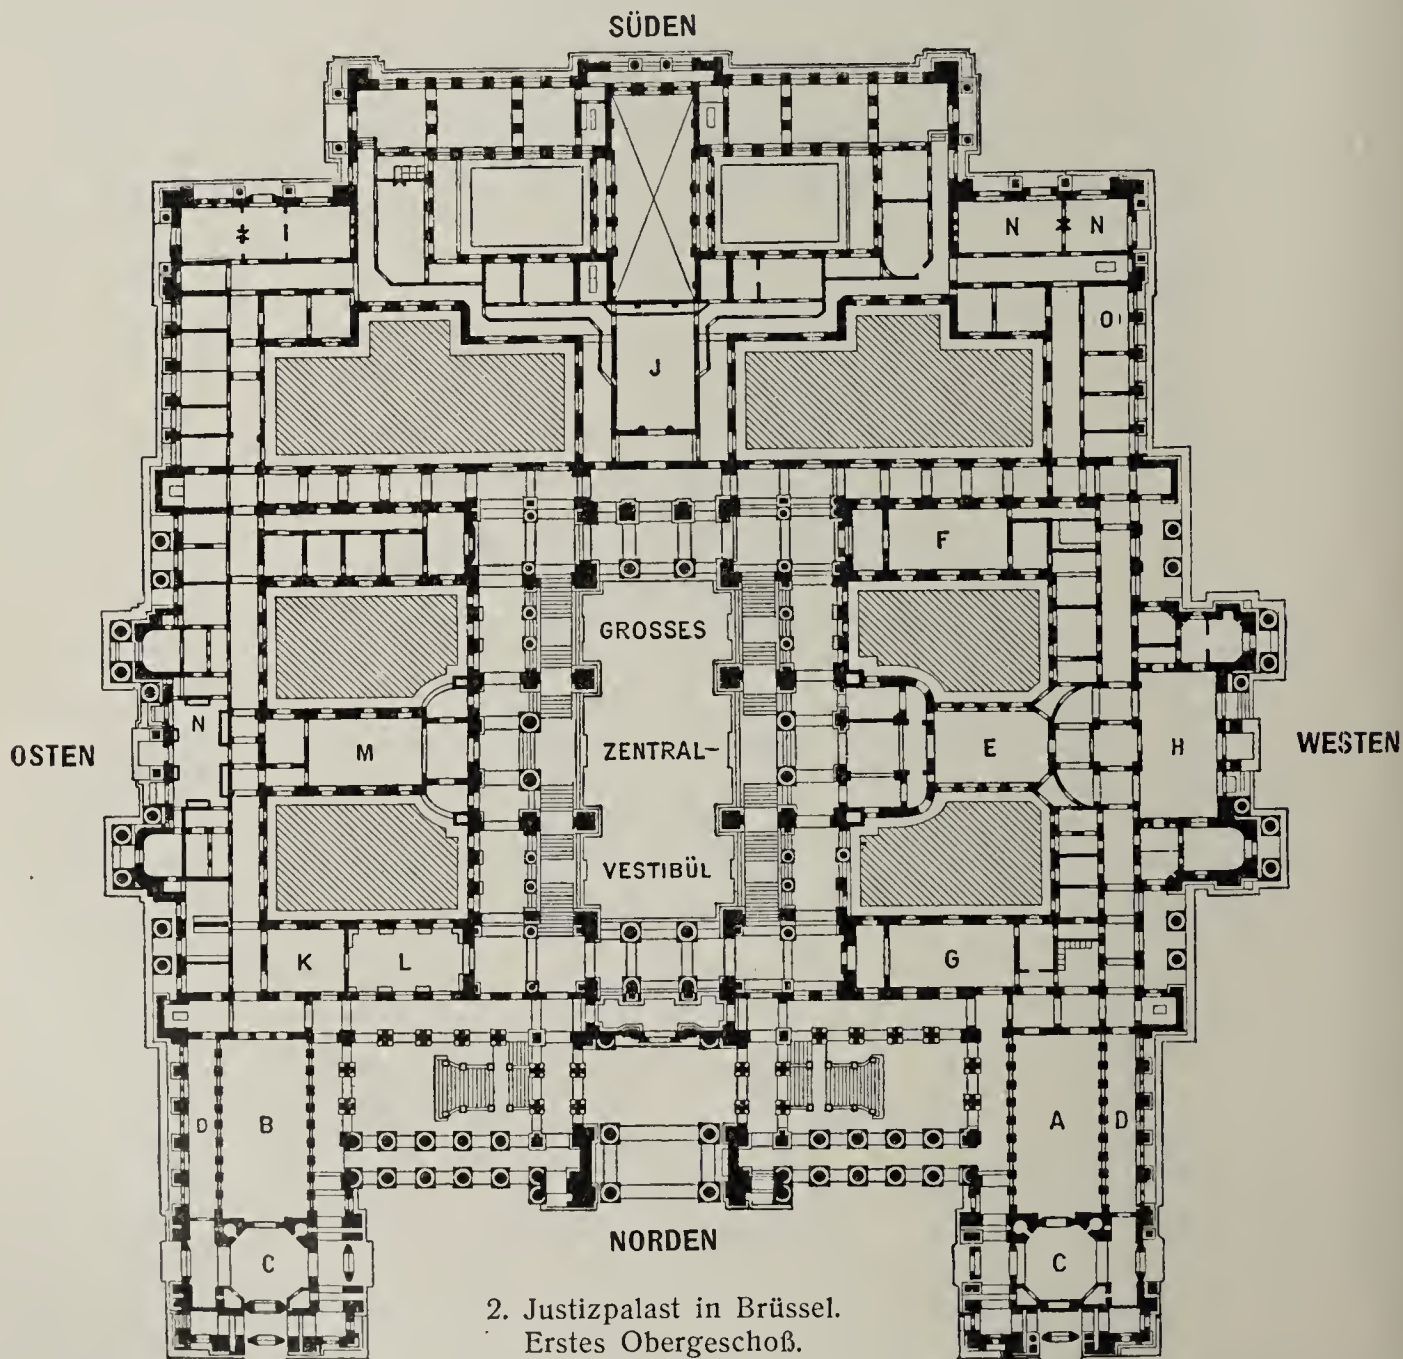 SÜDEN
I
N N
O
J
F
GROSSES
N
OSTEN
M
ZENTRAL-
E
H
WESTEN
VESTIBÜL
K
L
G
D
B
A
D
NORDEN
C
C
2. Justizpalast in Brüssel.
Erstes Obergeschoß.